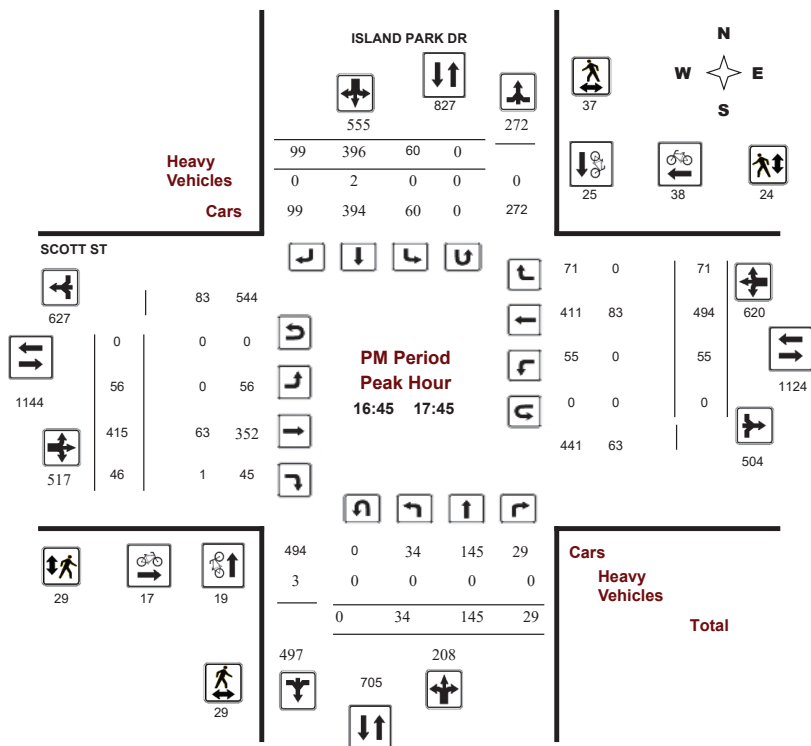 ISLAND PARK DR
N
W E
S
827
37
555
272
99 396 60 0
Heavy
Vehicles
0 2 0 0 0
25 38 24
Cars
99 394 60 0 272
SCOTT ST
71 0 71
83 544
627
411 83 494 620
0 0 0
PM Period
Peak Hour
55 0 55
1144
56 0 56
1124
16:45 17:45
0 0 0
415 63 352
441 63
504
517
46 1 45
494 0 34 145 29
Cars
3 0 0 0 0
Heavy
Vehicles
29 17 19
0 34 145 29
Total
497 208
705
29